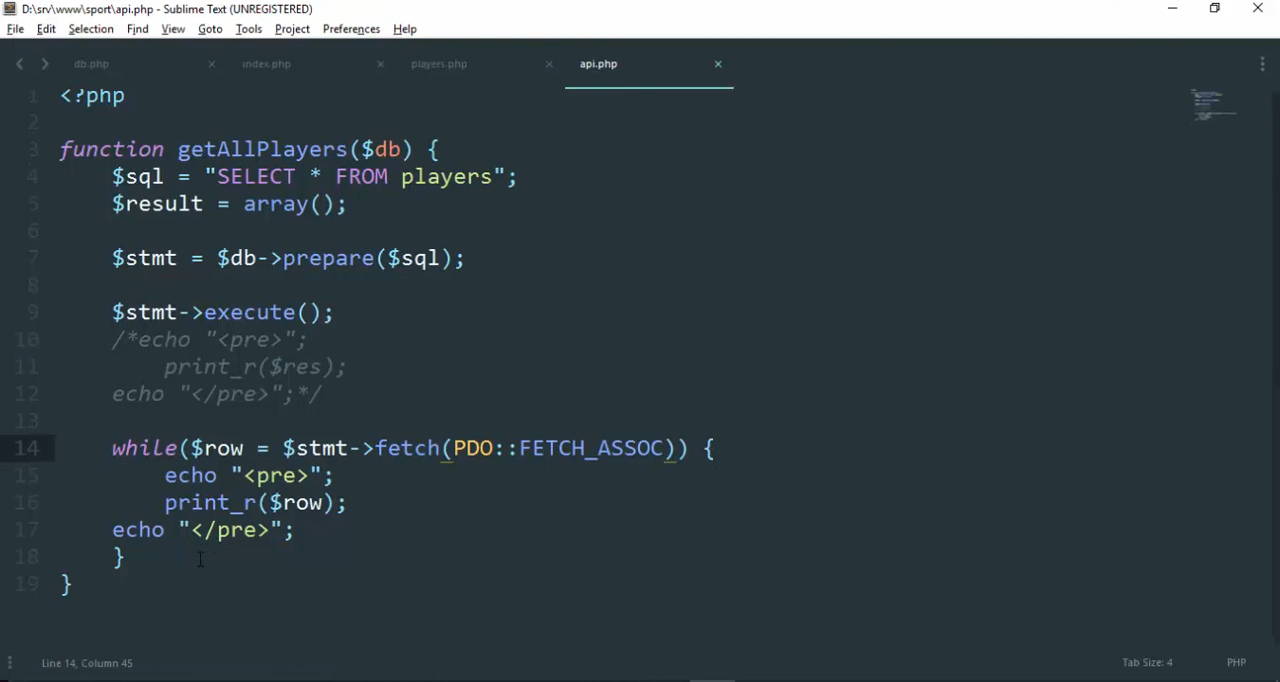 D:\srv\www\sport\api.php - Sublime Text (UNREGISTERED)
File Edit Selection Find View Goto Tools Project Preferences Help
db.php × index.php × players.php × api.php ×
1 <?php
2
3 function getAllPlayers($db) {
4 $sql = "SELECT * FROM players";
5 $result = array();
6
7 $stmt = $db->prepare($sql);
8
9 $stmt->execute();
10 /*echo "<pre>";
11 print_r($res);
12 echo "</pre>";*/
13
14 while($row = $stmt->fetch(PDO::FETCH_ASSOC)) {
15 echo "<pre>";
16 print_r($row);
17 echo "</pre>";
18 }
19 }
Line 14, Column 45 Tab Size: 4 PHP